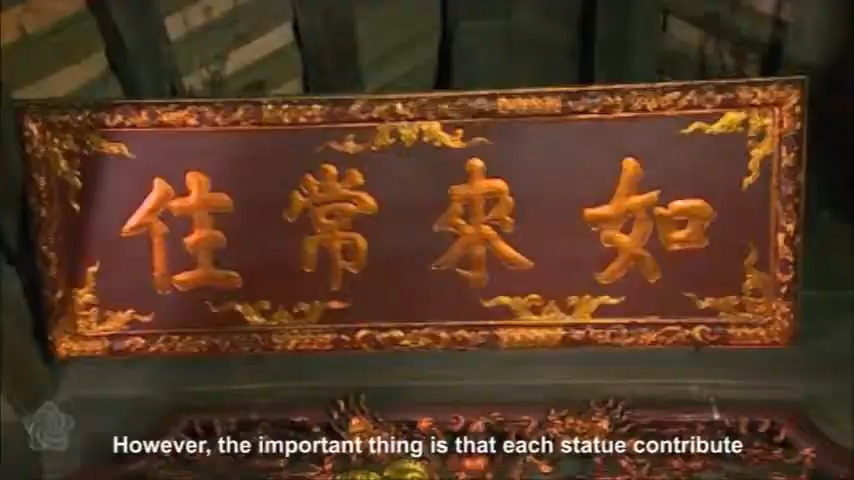 如來常住
However, the important thing is that each statue contribute